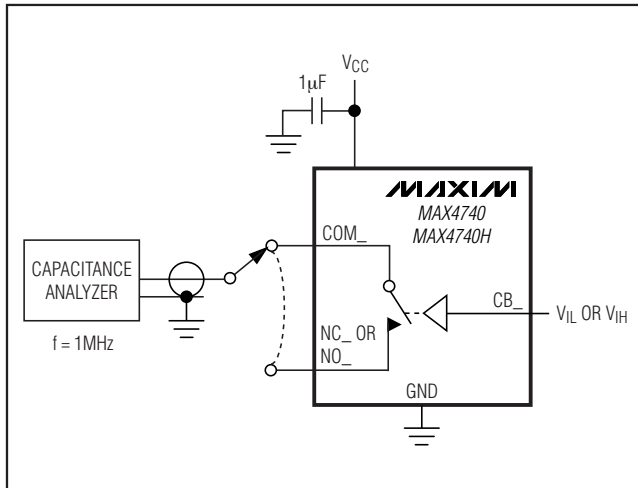 VCC
1μF
MAXIM
MAX4740
MAX4740H
COM_
CAPACITANCE
ANALYZER
CB_
VIL OR VIH
f = 1MHz
NC_ OR
NO_
GND